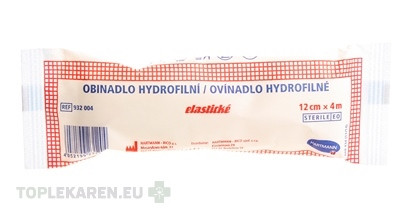 OBINADLO HYDROFILNÍ / OVÍNADLO HYDROFILNÉ
elastické
REF 932 004
12 cm × 4 m
STERILE EO
HARTMANN
TOPLEKAREN.EU